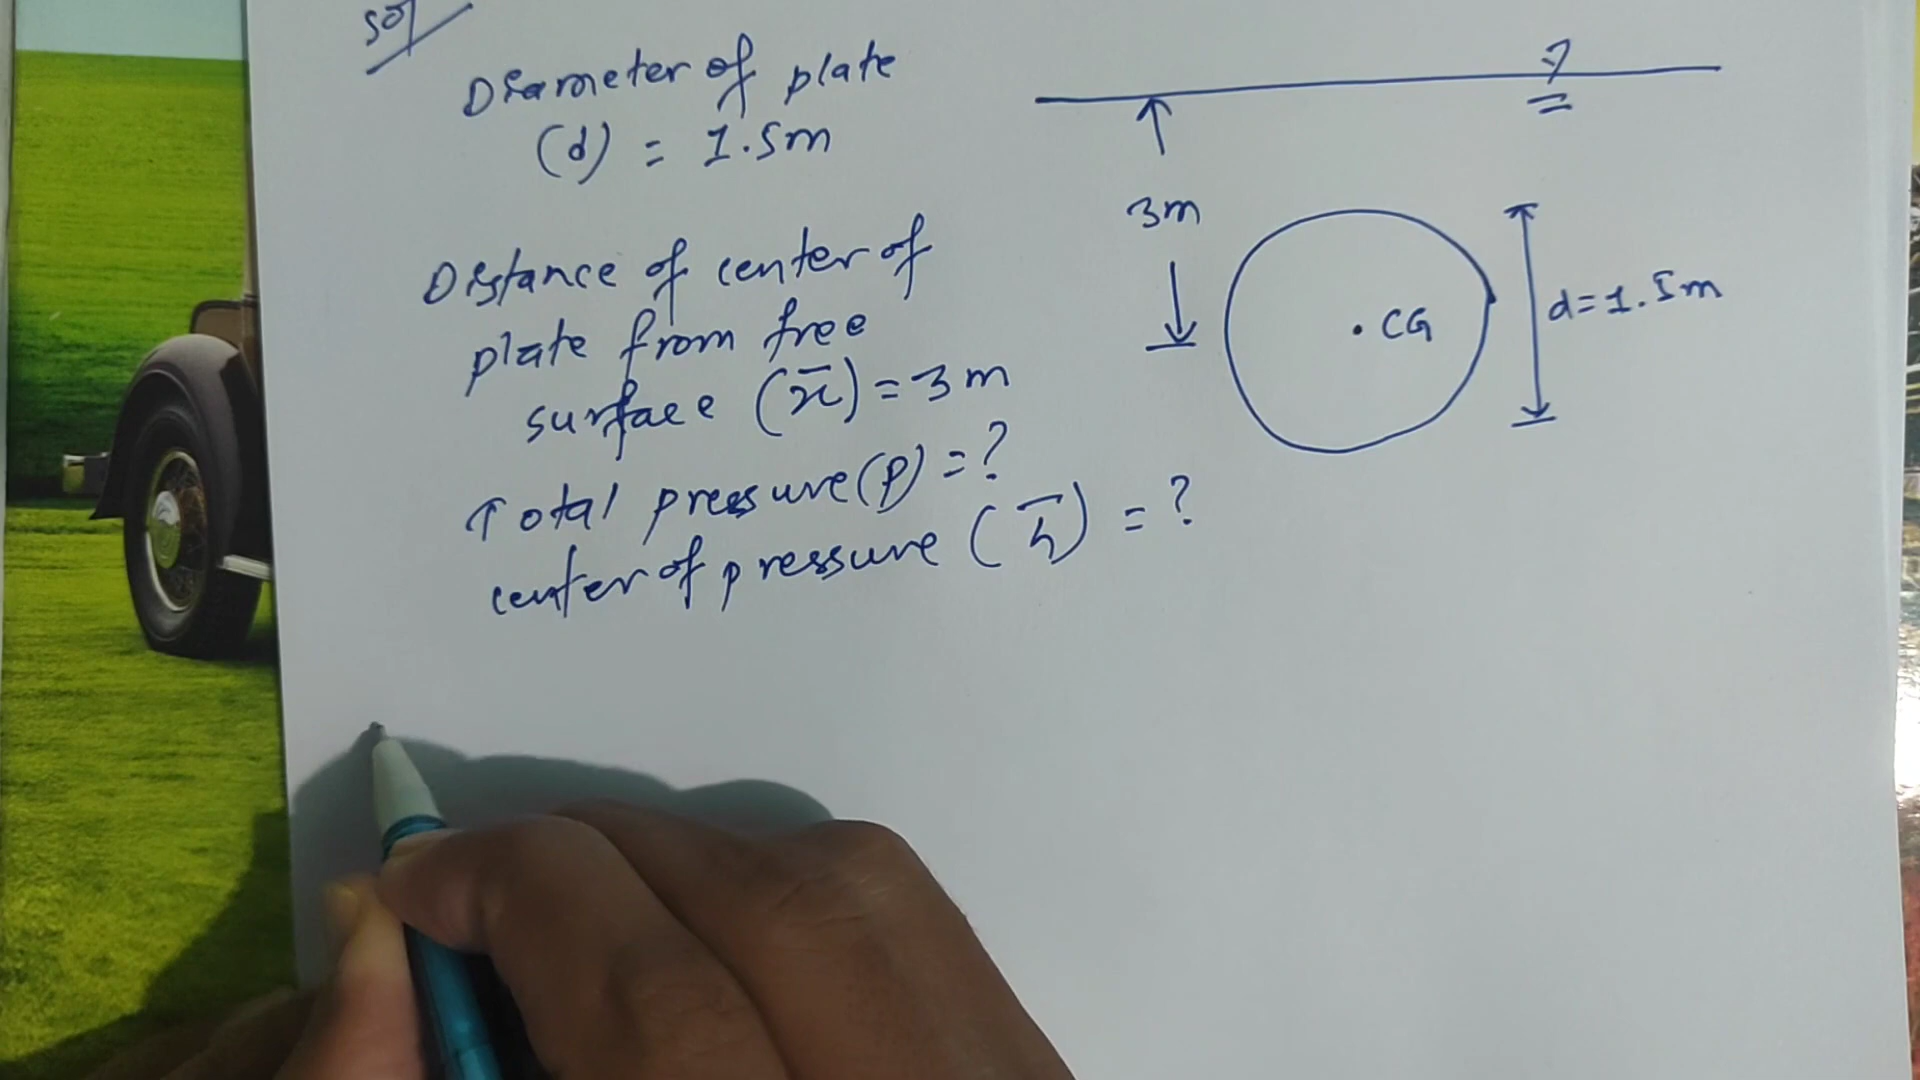 Sol
Diameter of plate
(d) = 1.5m
Distance of center of
plate from free
surface (x̄) = 3m
Total pressure (P) = ?
center of pressure (h̄) = ?
3m
• CG
d = 1.5m